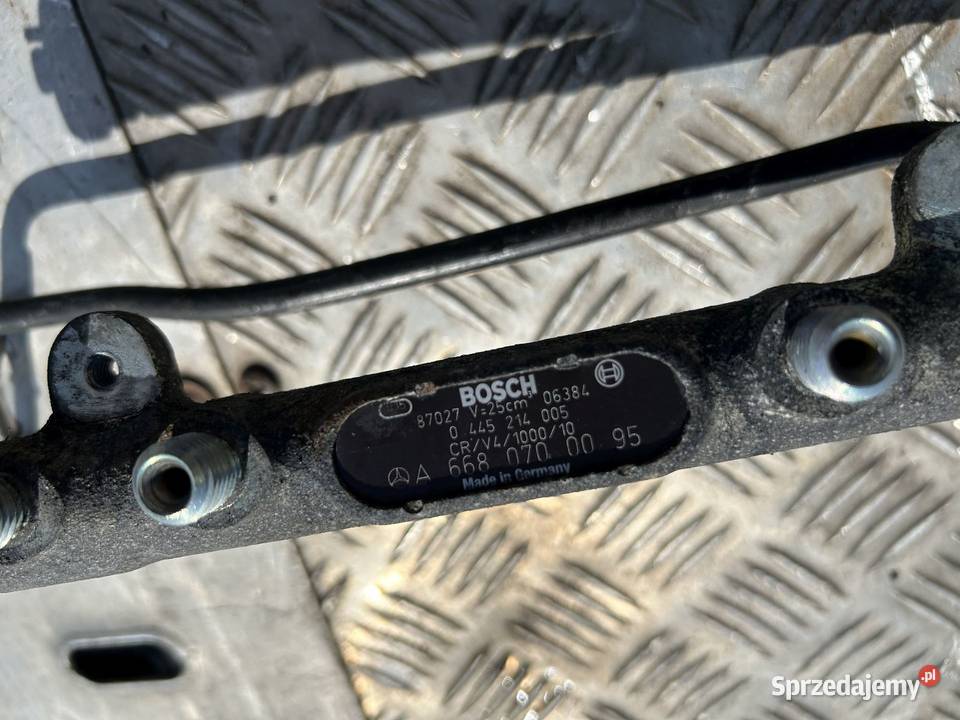 BOSCH
87027 V=25cm³ 06384
0 445 214 005
CR/V4/1000/10
A 668 070 00 95
Made in Germany
Sprzedajemy.pl